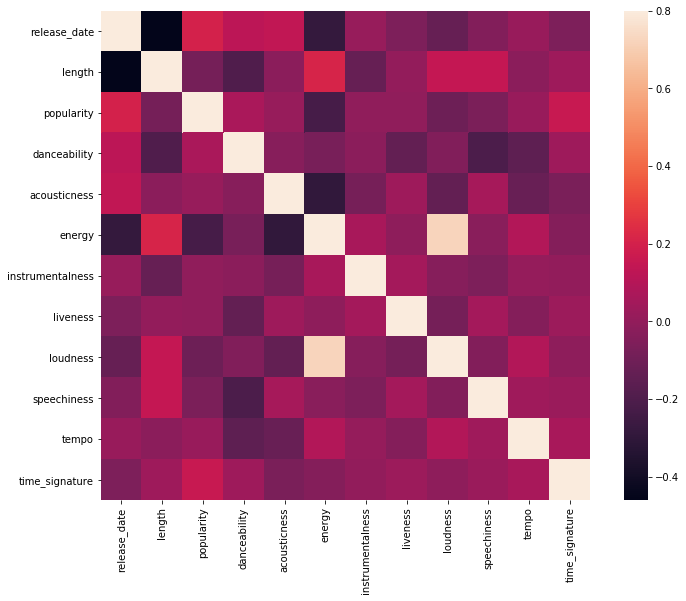 release_date
length
popularity
danceability
acousticness
energy
instrumentalness
liveness
loudness
speechiness
tempo
time_signature
release_date
length
popularity
danceability
acousticness
energy
instrumentalness
liveness
loudness
speechiness
tempo
time_signature
0.8
0.6
0.4
0.2
0.0
−0.2
−0.4